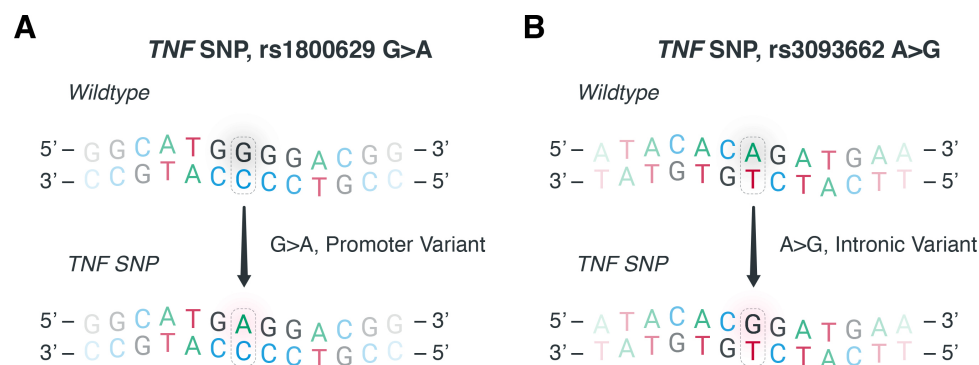 A
TNF SNP, rs1800629 G>A
Wildtype
5’ – G G C A T G G G G A C G G – 3’
3’ – C C G T A C C C C T G C C – 5’
G>A, Promoter Variant
TNF SNP
5’ – G G C A T G A G G A C G G – 3’
3’ – C C G T A C C C C T G C C – 5’
B
TNF SNP, rs3093662 A>G
Wildtype
5’ – A T A C A C A G A T G A A – 3’
3’ – T A T G T G T C T A C T T – 5’
A>G, Intronic Variant
TNF SNP
5’ – A T A C A C G G A T G A A – 3’
3’ – T A T G T G T C T A C T T – 5’